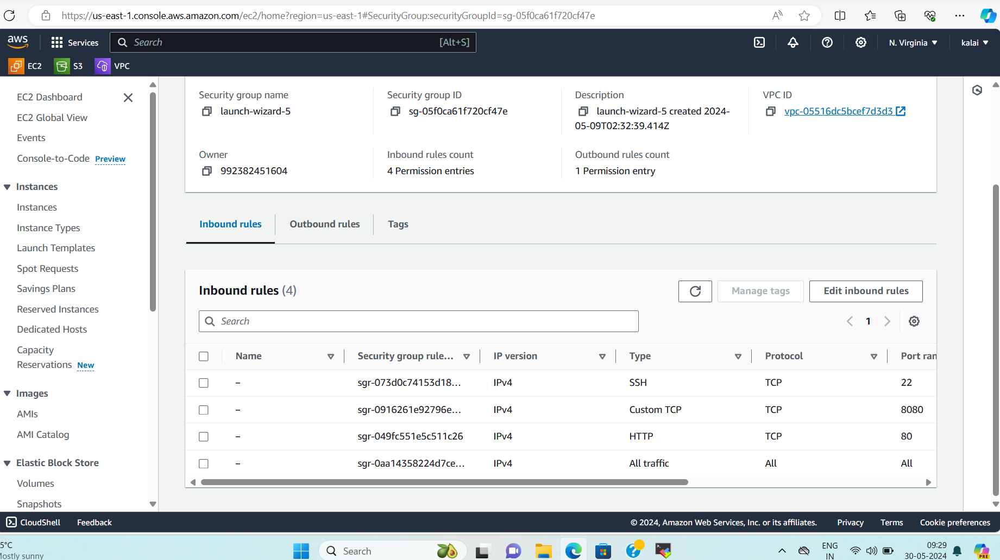 https://us-east-1.console.aws.amazon.com/ec2/home?region=us-east-1#SecurityGroup:securityGroupId=sg-05f0ca61f720cf47e
aws
Services
Search
[Alt+S]
N. Virginia
kalai
EC2
S3
VPC
EC2 Dashboard
EC2 Global View
Events
Console-to-Code Preview
Instances
Instances
Instance Types
Launch Templates
Spot Requests
Savings Plans
Reserved Instances
Dedicated Hosts
Capacity
Reservations New
Images
AMIs
AMI Catalog
Elastic Block Store
Volumes
Snapshots
Security group name
launch-wizard-5
Security group ID
sg-05f0ca61f720cf47e
Description
launch-wizard-5 created 2024-
05-09T02:32:39.414Z
VPC ID
vpc-05516dc5bcef7d3d3
Owner
992382451604
Inbound rules count
4 Permission entries
Outbound rules count
1 Permission entry
Inbound rules
Outbound rules
Tags
Inbound rules (4)
Manage tags
Edit inbound rules
Search
1
Name Security group rule... IP version Type Protocol Port ran
– sgr-073d0c74153d18... IPv4 SSH TCP 22
– sgr-0916261e92796e... IPv4 Custom TCP TCP 8080
– sgr-049fc551e5c511c26 IPv4 HTTP TCP 80
– sgr-0aa14358224d7ce... IPv4 All traffic All All
CloudShell
Feedback
© 2024, Amazon Web Services, Inc. or its affiliates.
Privacy
Terms
Cookie preferences
5°C
Mostly sunny
Search
ENG
IN
09:29
30-05-2024
PRE